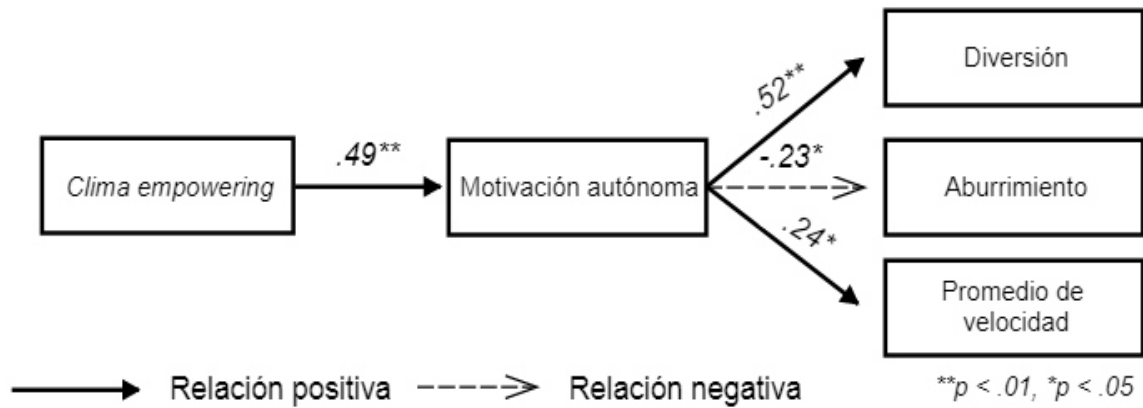 Diversión
.52**
.49**
-.23*
Clima empowering
Motivación autónoma
Aburrimiento
.24*
Promedio de
velocidad
Relación positiva
Relación negativa
**p < .01, *p < .05